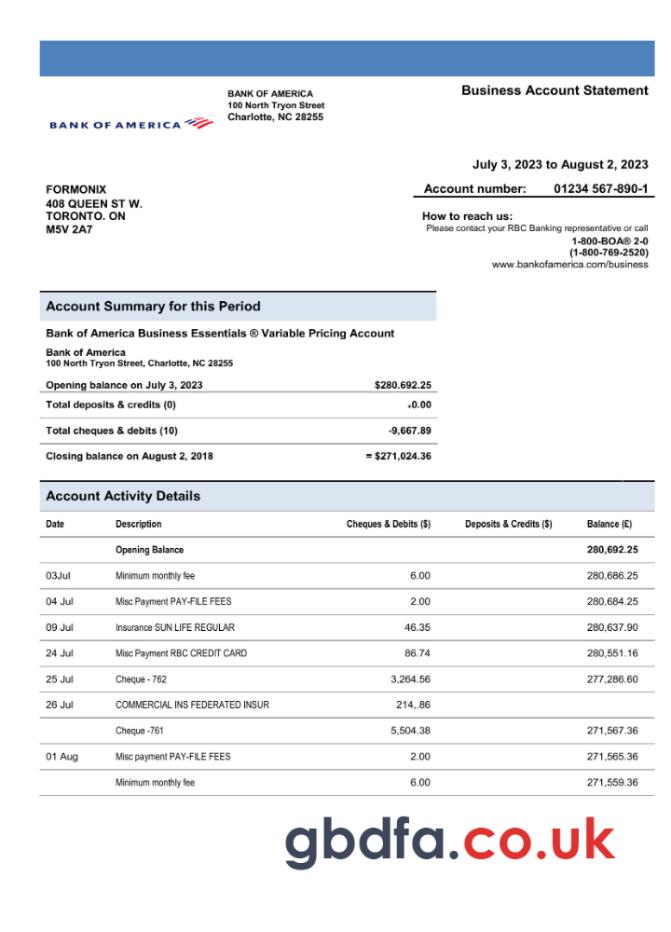 BANK OF AMERICA
BANK OF AMERICA
100 North Tryon Street
Charlotte, NC 28255
Business Account Statement
July 3, 2023 to August 2, 2023
Account number: 01234 567-890-1
FORMONIX
408 QUEEN ST W.
TORONTO. ON
M5V 2A7
How to reach us:
Please contact your RBC Banking representative or call
1-800-BOA® 2-0
(1-800-769-2520)
www.bankofamerica.com/business
Account Summary for this Period
Bank of America Business Essentials ® Variable Pricing Account
Bank of America
100 North Tryon Street, Charlotte, NC 28255
Opening balance on July 3, 2023 $280.692.25
Total deposits & credits (0) +0.00
Total cheques & debits (10) -9,667.89
Closing balance on August 2, 2018 = $271,024.36
Account Activity Details
Date Description Cheques & Debits ($) Deposits & Credits ($) Balance (£)
Opening Balance 280,692.25
03Jul Minimum monthly fee 6.00 280,686.25
04 Jul Misc Payment PAY-FILE FEES 2.00 280,684.25
09 Jul Insurance SUN LIFE REGULAR 46.35 280,637.90
24 Jul Misc Payment RBC CREDIT CARD 86.74 280,551.16
25 Jul Cheque - 762 3,264.56 277,286.60
26 Jul COMMERCIAL INS FEDERATED INSUR 214,.86
Cheque -761 5,504.38 271,567.36
01 Aug Misc payment PAY-FILE FEES 2.00 271,565.36
Minimum monthly fee 6.00 271,559.36
gbdfa.co.uk